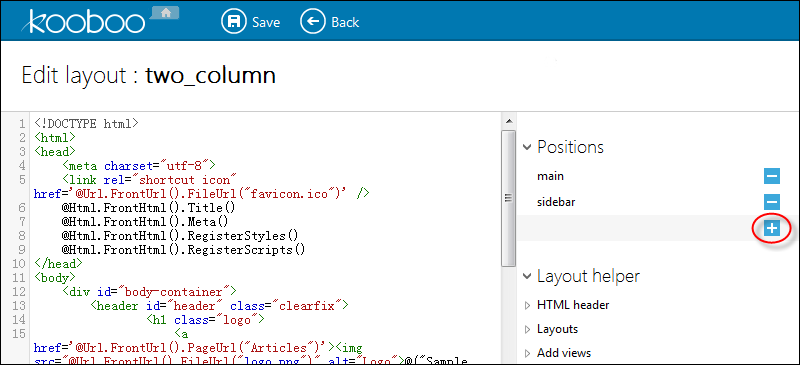 kooboo
Save
Back
Edit layout : two_column
1 <!DOCTYPE html>
2 <html>
3 <head>
4 <meta charset="utf-8">
5 <link rel="shortcut icon"
href='@Url.FrontUrl().FileUrl("favicon.ico")' />
6 @Html.FrontHtml().Title()
7 @Html.FrontHtml().Meta()
8 @Html.FrontHtml().RegisterStyles()
9 @Html.FrontHtml().RegisterScripts()
10 </head>
11 <body>
12 <div id="body-container">
13 <header id="header" class="clearfix">
14 <h1 class="logo">
15 <a
href='@Url.FrontUrl().PageUrl("Articles")'><img
src="@Url.FrontUrl().FileUrl("logo.png")" alt="Logo">@("Sample
Positions
main
sidebar
Layout helper
HTML header
Layouts
Add views